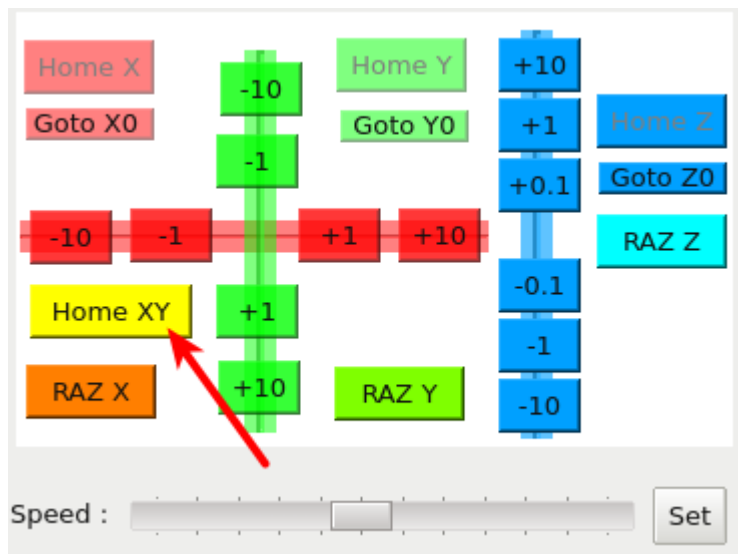 Home X
Goto X0
-10
-1
Home Y
Goto Y0
+10
+1
+0.1
Home Z
Goto Z0
RAZ Z
-10
-1
+1
+10
Home XY
+1
-0.1
-1
RAZ X
+10
RAZ Y
-10
Speed :
Set